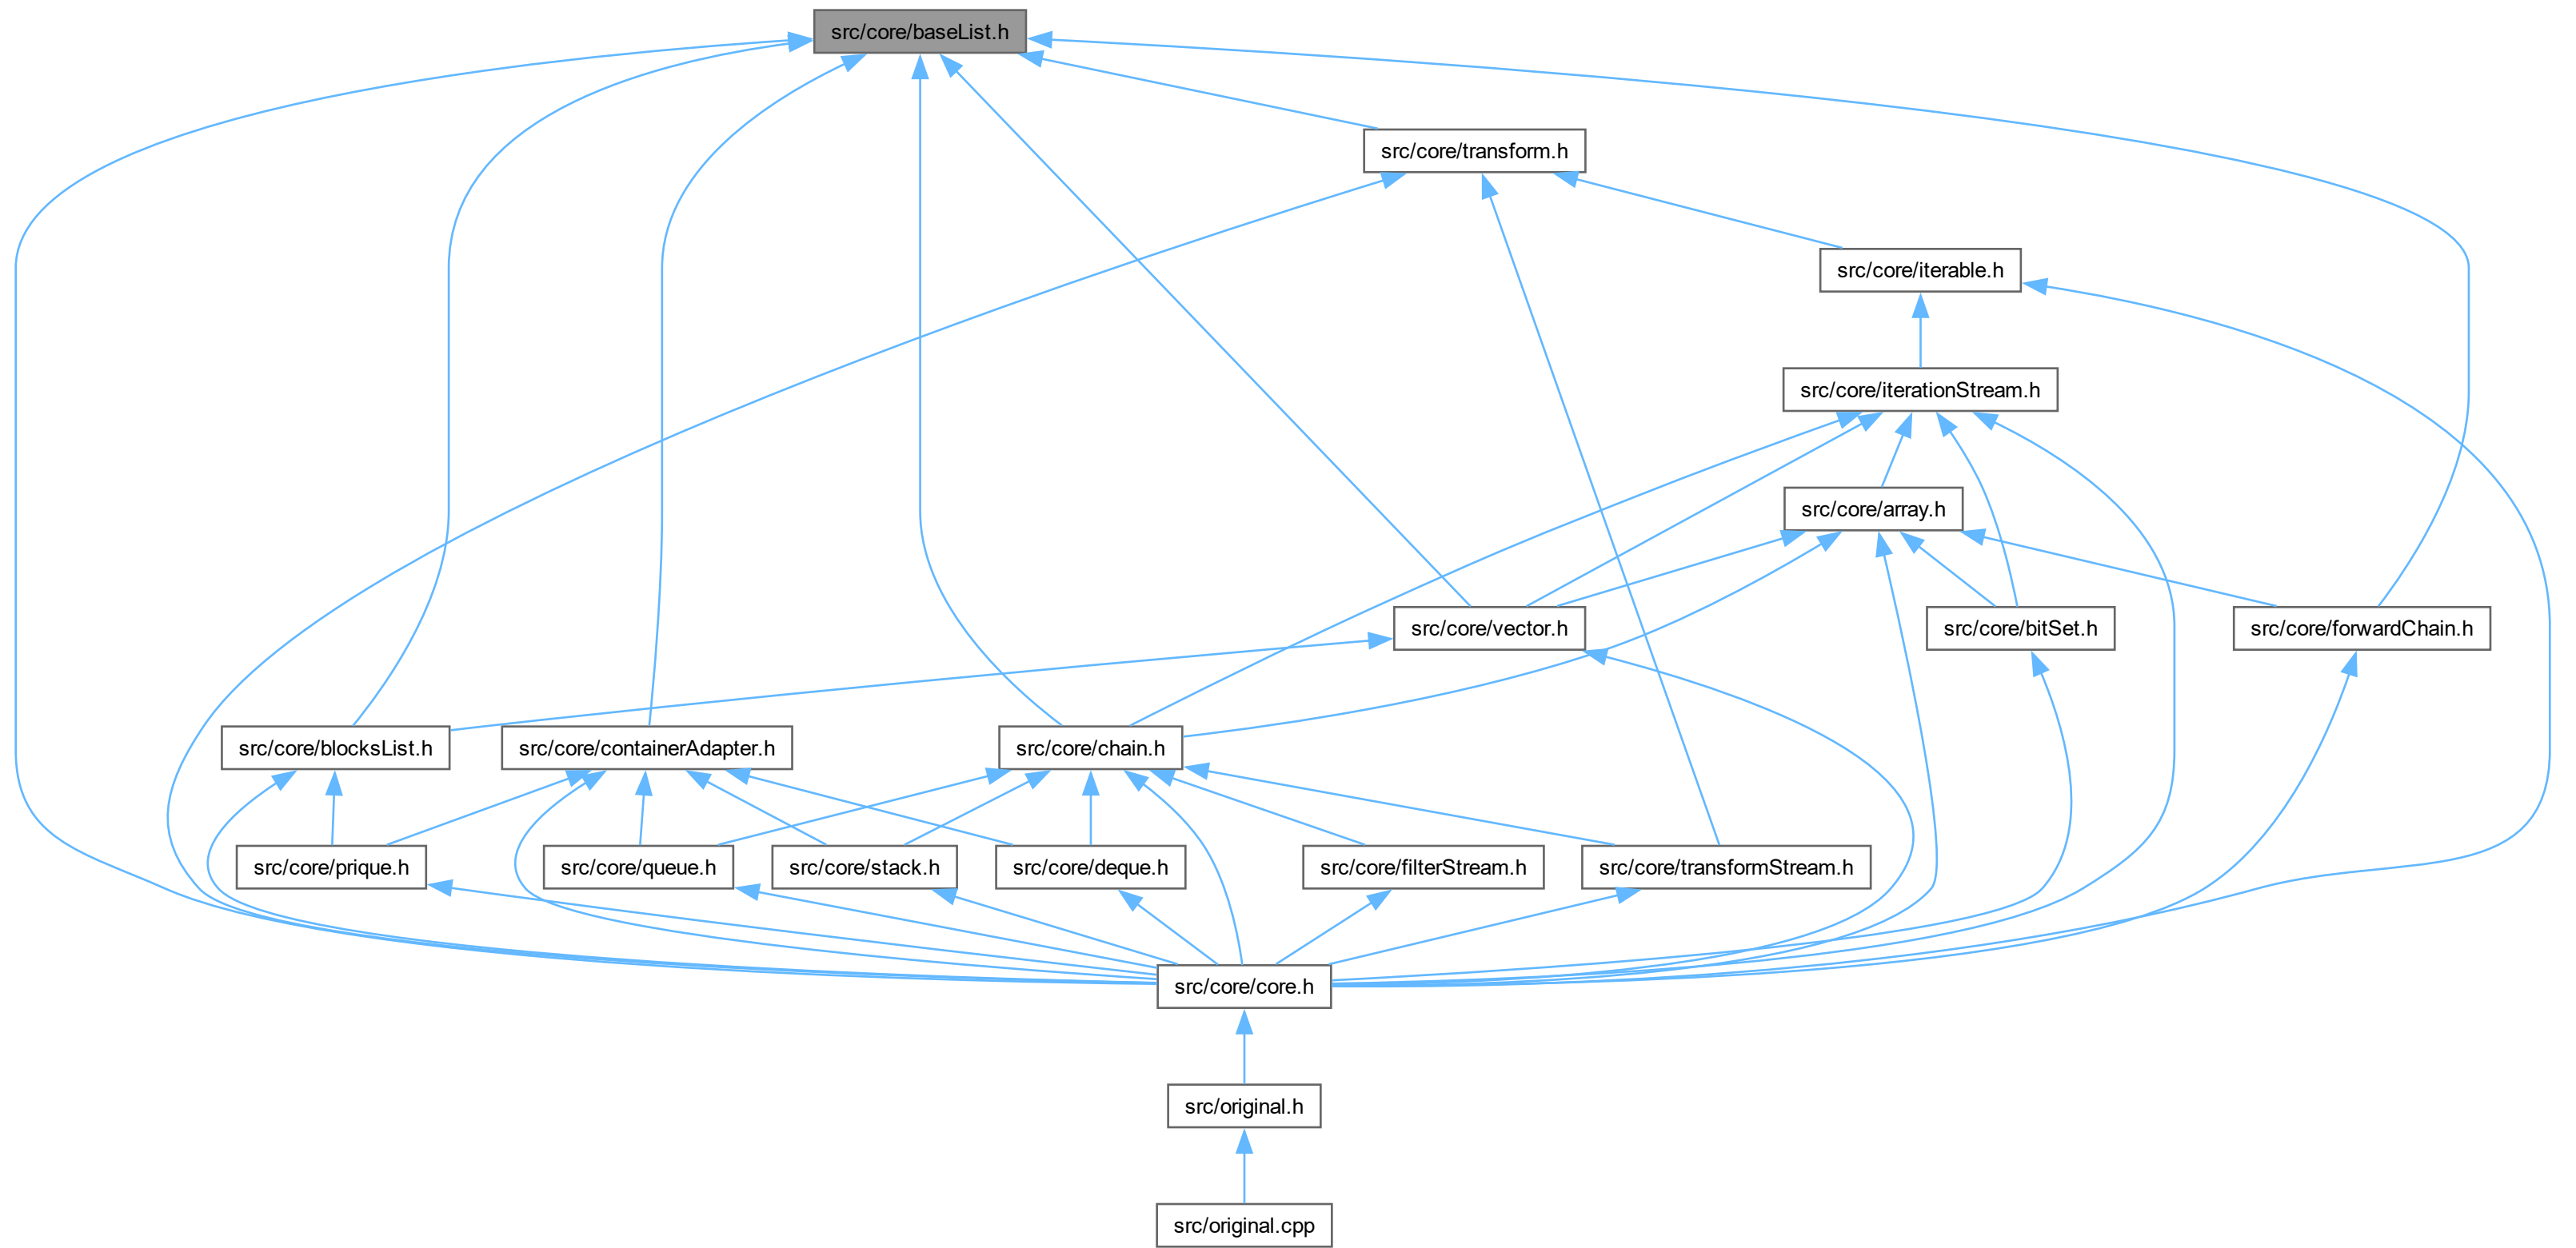 src/core/baseList.h
src/core/transform.h
src/core/iterable.h
src/core/iterationStream.h
src/core/array.h
src/core/vector.h
src/core/bitSet.h
src/core/forwardChain.h
src/core/blocksList.h
src/core/containerAdapter.h
src/core/chain.h
src/core/prique.h
src/core/queue.h
src/core/stack.h
src/core/deque.h
src/core/filterStream.h
src/core/transformStream.h
src/core/core.h
src/original.h
src/original.cpp